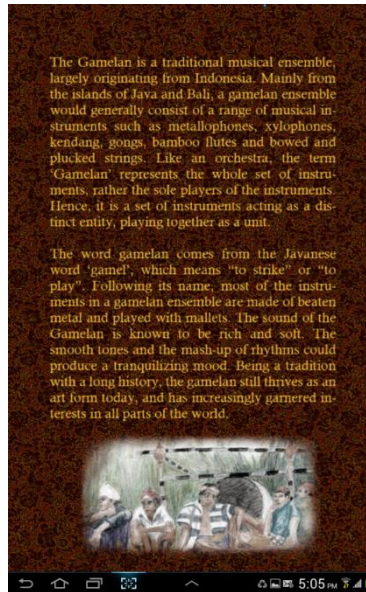 The Gamelan is a traditional musical ensemble,
largely originating from Indonesia. Mainly from
the islands of Java and Bali, a gamelan ensemble
would generally consist of a range of musical in-
struments such as metallophones, xylophones,
kendang, gongs, bamboo flutes and bowed and
plucked strings. Like an orchestra, the term
‘Gamelan’ represents the whole set of instru-
ments, rather the sole players of the instruments.
Hence, it is a set of instruments acting as a dis-
tinct entity, playing together as a unit.
The word gamelan comes from the Javanese
word ‘gamel’, which means “to strike” or “to
play”. Following its name, most of the instru-
ments in a gamelan ensemble are made of beaten
metal and played with mallets. The sound of the
Gamelan is known to be rich and soft. The
smooth tones and the mash-up of rhythms could
produce a tranquilizing mood. Being a tradition
with a long history, the gamelan still thrives as an
art form today, and has increasingly garnered in-
terests in all parts of the world.
5:05 PM